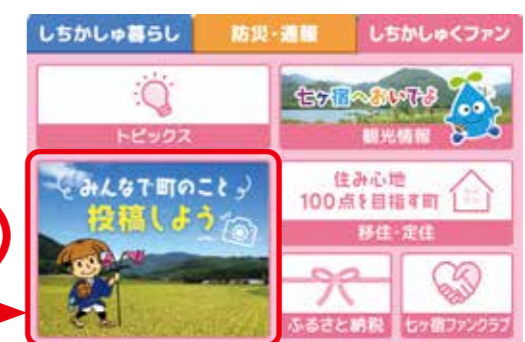 しちかしゅ暮らし
防災・通報
しちかしゅくファン
トピックス
七ヶ宿へおいでよ
観光情報
みんなで町のこと
投稿しよう
住み心地
100点を目指す町
移住・定住
ふるさと納税
七ヶ宿ファンクラブ